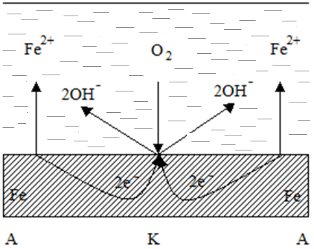 Fe²⁺ O₂ Fe²⁺
2OH⁻ 2OH⁻
2e⁻ 2e⁻
Fe Fe
A K A